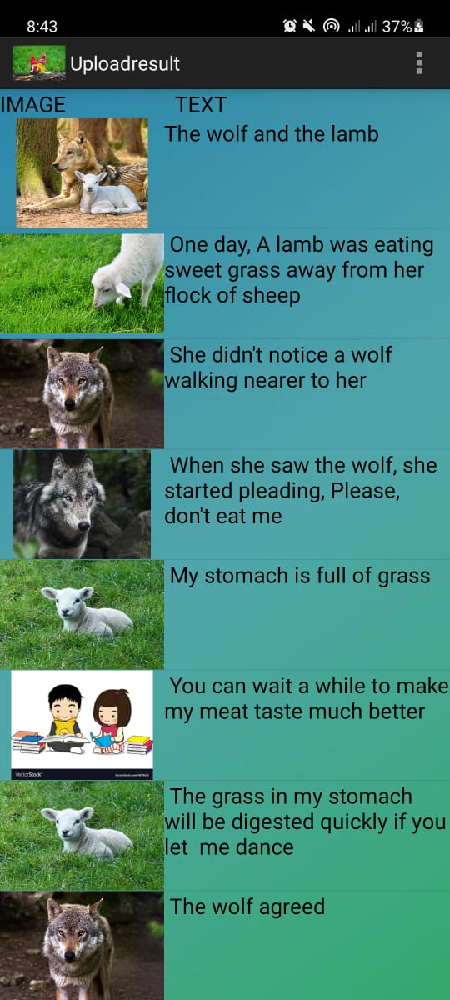 8:43
37%
Uploadresult
IMAGE TEXT
The wolf and the lamb
One day, A lamb was eating
sweet grass away from her
flock of sheep
She didn't notice a wolf
walking nearer to her
When she saw the wolf, she
started pleading, Please,
don't eat me
My stomach is full of grass
You can wait a while to make
my meat taste much better
VectorStock
The grass in my stomach
will be digested quickly if you
let  me dance
The wolf agreed